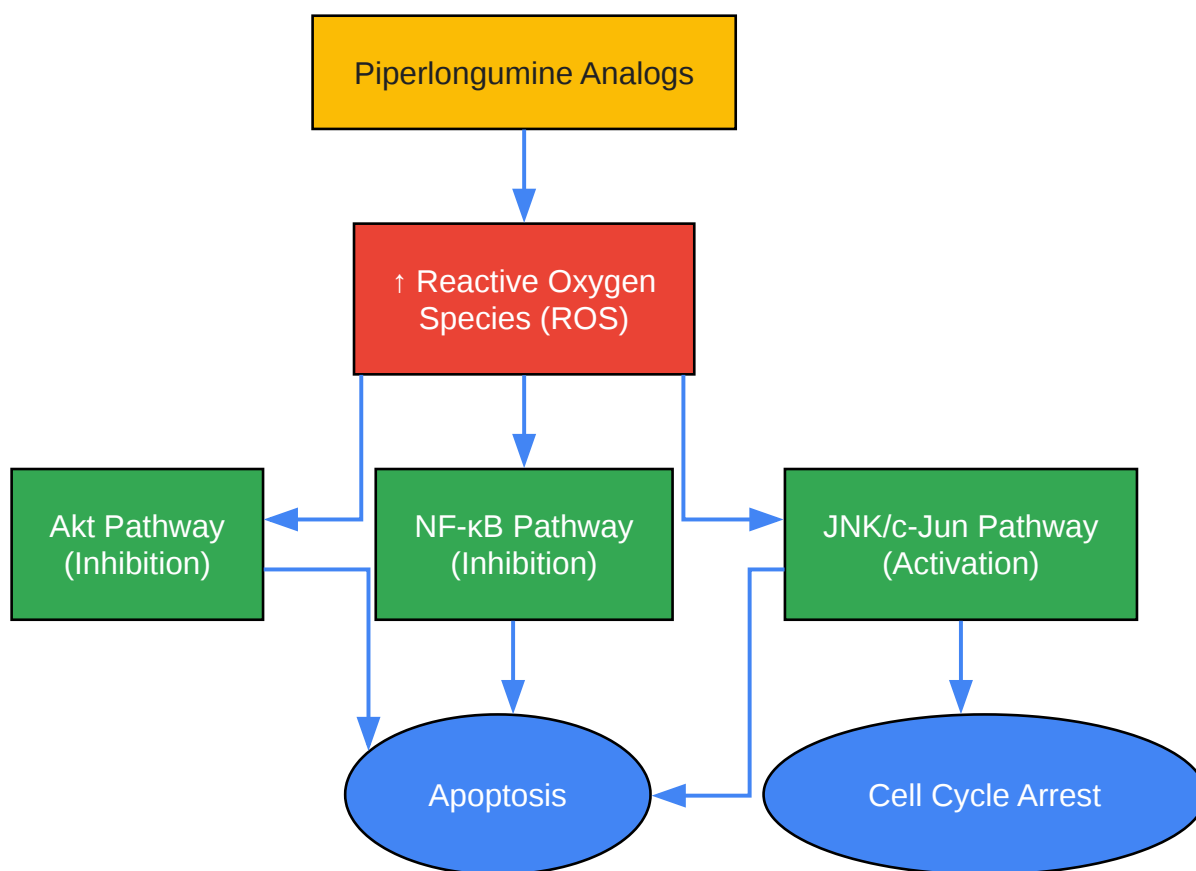 Piperlongumine Analogs
↑ Reactive Oxygen
Species (ROS)
Akt Pathway
(Inhibition)
NF-κB Pathway
(Inhibition)
JNK/c-Jun Pathway
(Activation)
Apoptosis
Cell Cycle Arrest